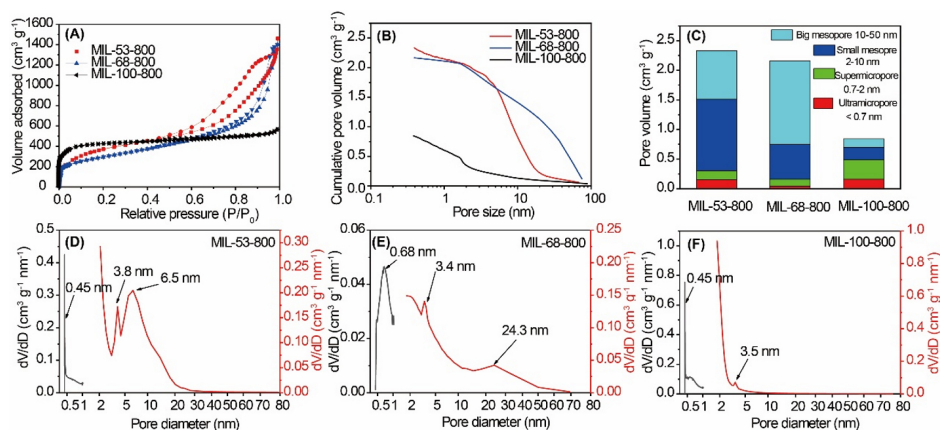 (A)
1600
1400
1200
1000
800
600
400
200
0
Volume adsorbed (cm³ g⁻¹)
MIL-53-800
MIL-68-800
MIL-100-800
0.0 0.2 0.4 0.6 0.8 1.0
Relative pressure (P/P₀)
(B)
2.5
2.0
1.5
1.0
0.5
0.0
Cumulative pore volume (cm³ g⁻¹)
MIL-53-800
MIL-68-800
MIL-100-800
0.1 1 10 100
Pore size (nm)
(C)
2.5
2.0
1.5
1.0
0.5
0.0
Pore volume (cm³ g⁻¹)
Big mesopore 10-50 nm
Small mesopre
2-10 nm
Supermicropore
0.7-2 nm
Ultramicropore
< 0.7 nm
MIL-53-800 MIL-68-800 MIL-100-800
(D)
MIL-53-800
0.5
0.4
0.3
0.2
0.1
0.0
dV/dD (cm³ g⁻¹ nm⁻¹)
0.45 nm
3.8 nm
6.5 nm
0.30
0.25
0.20
0.15
0.10
0.05
0.00
dV/dD (cm³ g⁻¹ nm⁻¹)
0.5 1 2 5 10 20 30 40 50 60 70 80
Pore diameter (nm)
(E)
MIL-68-800
0.06
0.04
0.02
0.00
dV/dD (cm³ g⁻¹ nm⁻¹)
0.68 nm
3.4 nm
24.3 nm
0.25
0.20
0.15
0.10
0.05
0.00
dV/dD (cm³ g⁻¹ nm⁻¹)
0.5 1 2 5 10 20 30 40 50 60 70 80
Pore diameter (nm)
(F)
MIL-100-800
1.0
0.8
0.6
0.4
0.2
0.0
dV/dD (cm³ g⁻¹ nm⁻¹)
0.45 nm
3.5 nm
1.0
0.8
0.6
0.4
0.2
0.0
dV/dD (cm³ g⁻¹ nm⁻¹)
0.5 1 2 5 10 20 30 40 50 60 70 80
Pore diameter (nm)